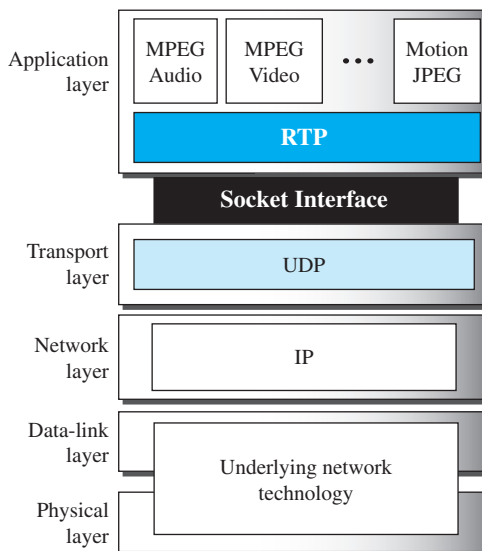 Application
layer
MPEG
Audio
MPEG
Video
...
Motion
JPEG
RTP
Socket Interface
Transport
layer
UDP
Network
layer
IP
Data-link
layer
Underlying network
technology
Physical
layer